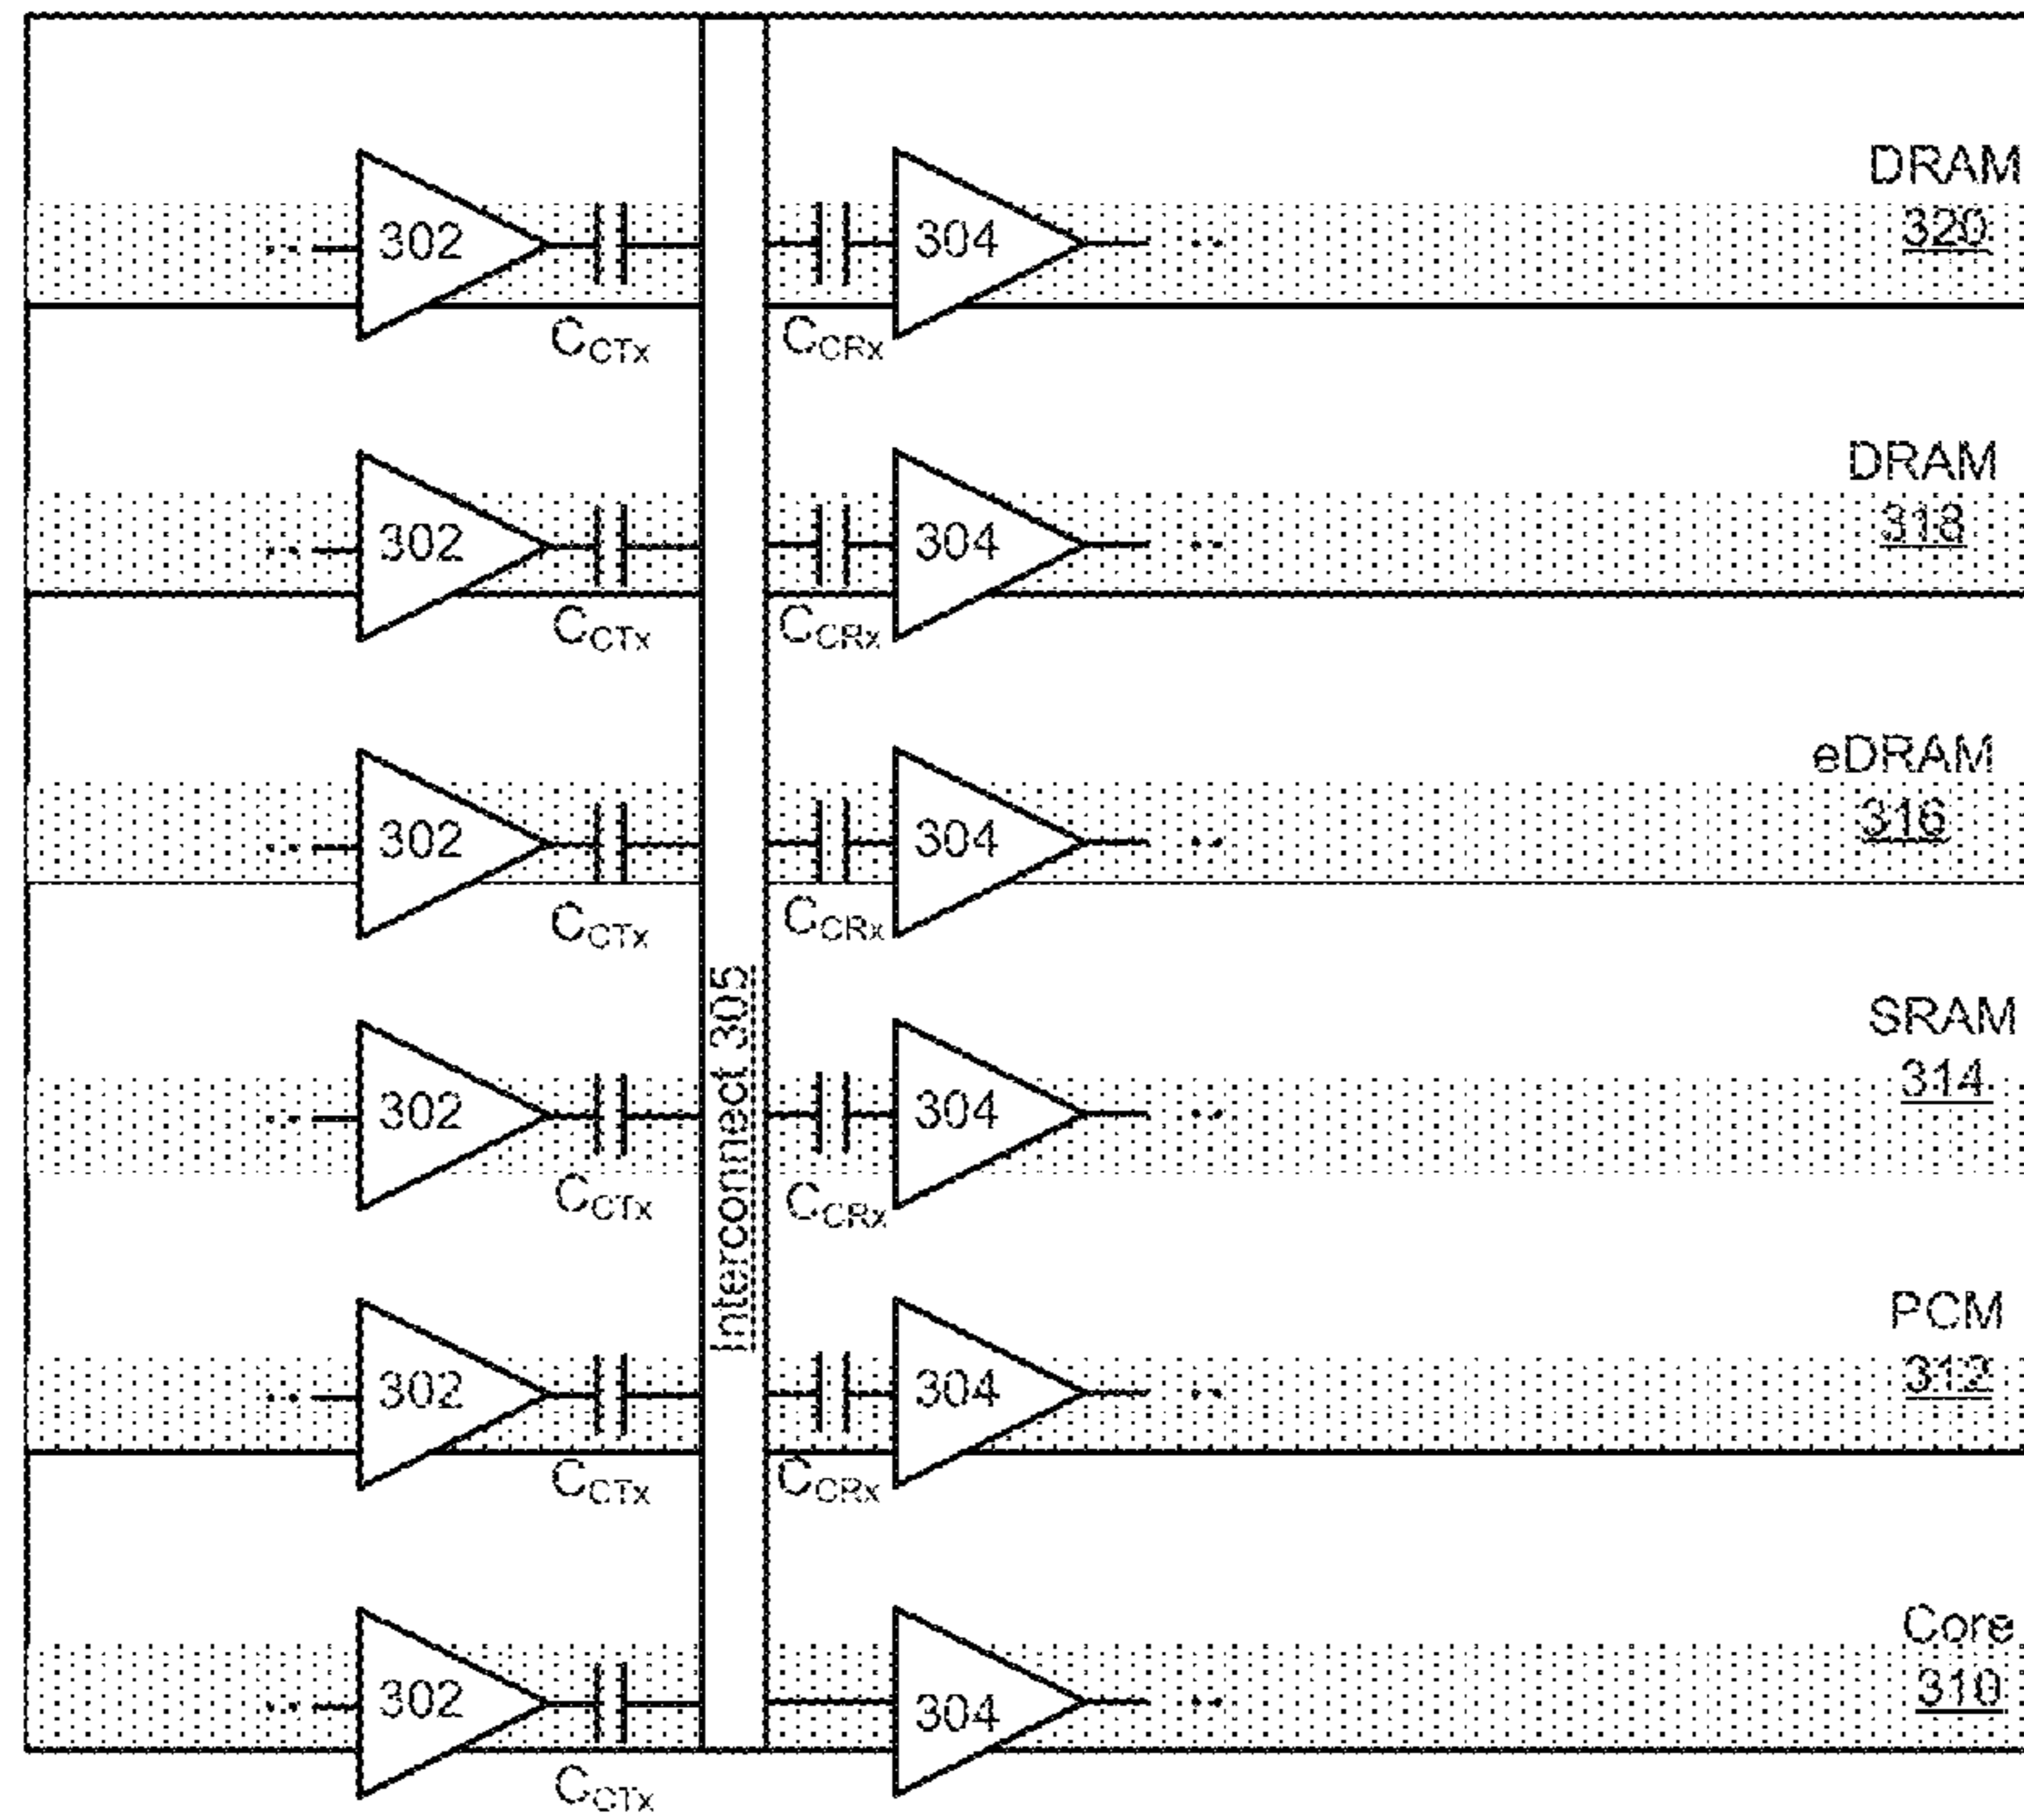 DRAM
320
302
304
CCTx
CCRx
DRAM
318
302
304
CCTx
CCRx
eDRAM
316
302
304
CCTx
CCRx
Interconnect 305
SRAM
314
302
304
CCTx
CCRx
PCM
312
302
304
CCTx
CCRx
Core
310
302
304
CCTx